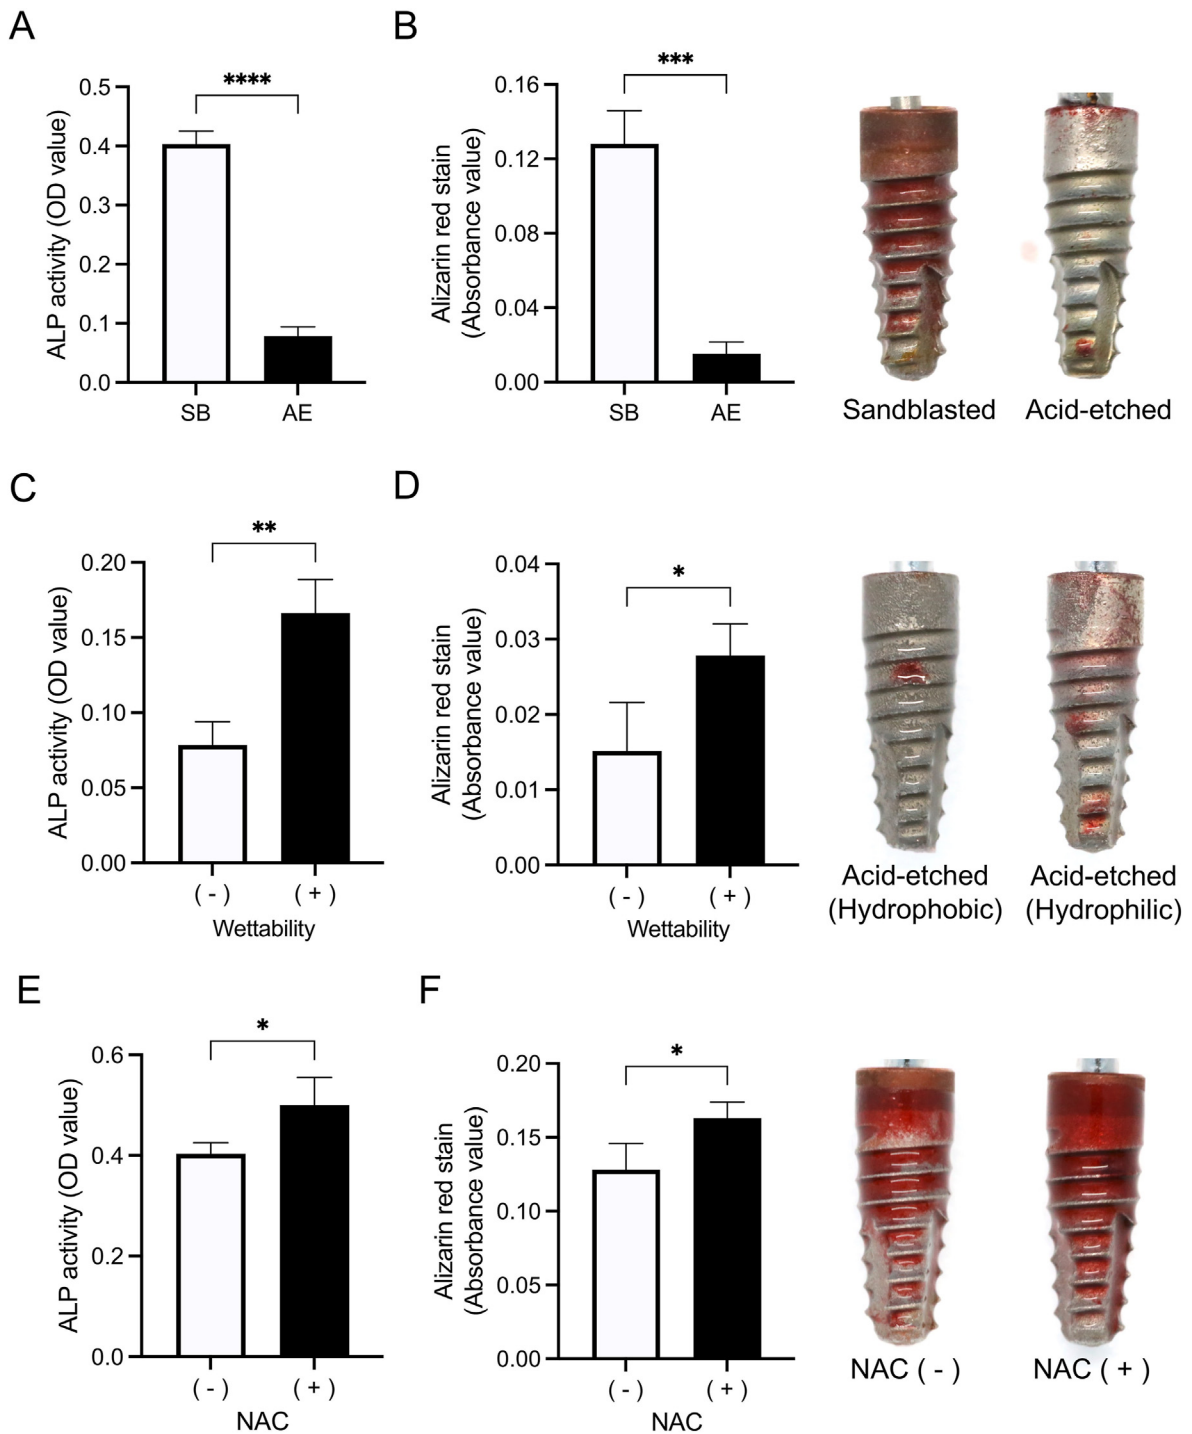 A
ALP activity (OD value)
0.5
0.4
0.3
0.2
0.1
0.0
****
SB
AE
B
Alizarin red stain
(Absorbance value)
0.16
0.12
0.08
0.04
0.00
***
SB
AE
Sandblasted
Acid-etched
C
ALP activity (OD value)
0.20
0.15
0.10
0.05
0.00
**
( - )
( + )
Wettability
D
Alizarin red stain
(Absorbance value)
0.04
0.03
0.02
0.01
0.00
*
( - )
( + )
Wettability
Acid-etched
(Hydrophobic)
Acid-etched
(Hydrophilic)
E
ALP activity (OD value)
0.6
0.4
0.2
0.0
*
( - )
( + )
NAC
F
Alizarin red stain
(Absorbance value)
0.20
0.15
0.10
0.05
0.00
*
( - )
( + )
NAC
NAC ( - )
NAC ( + )